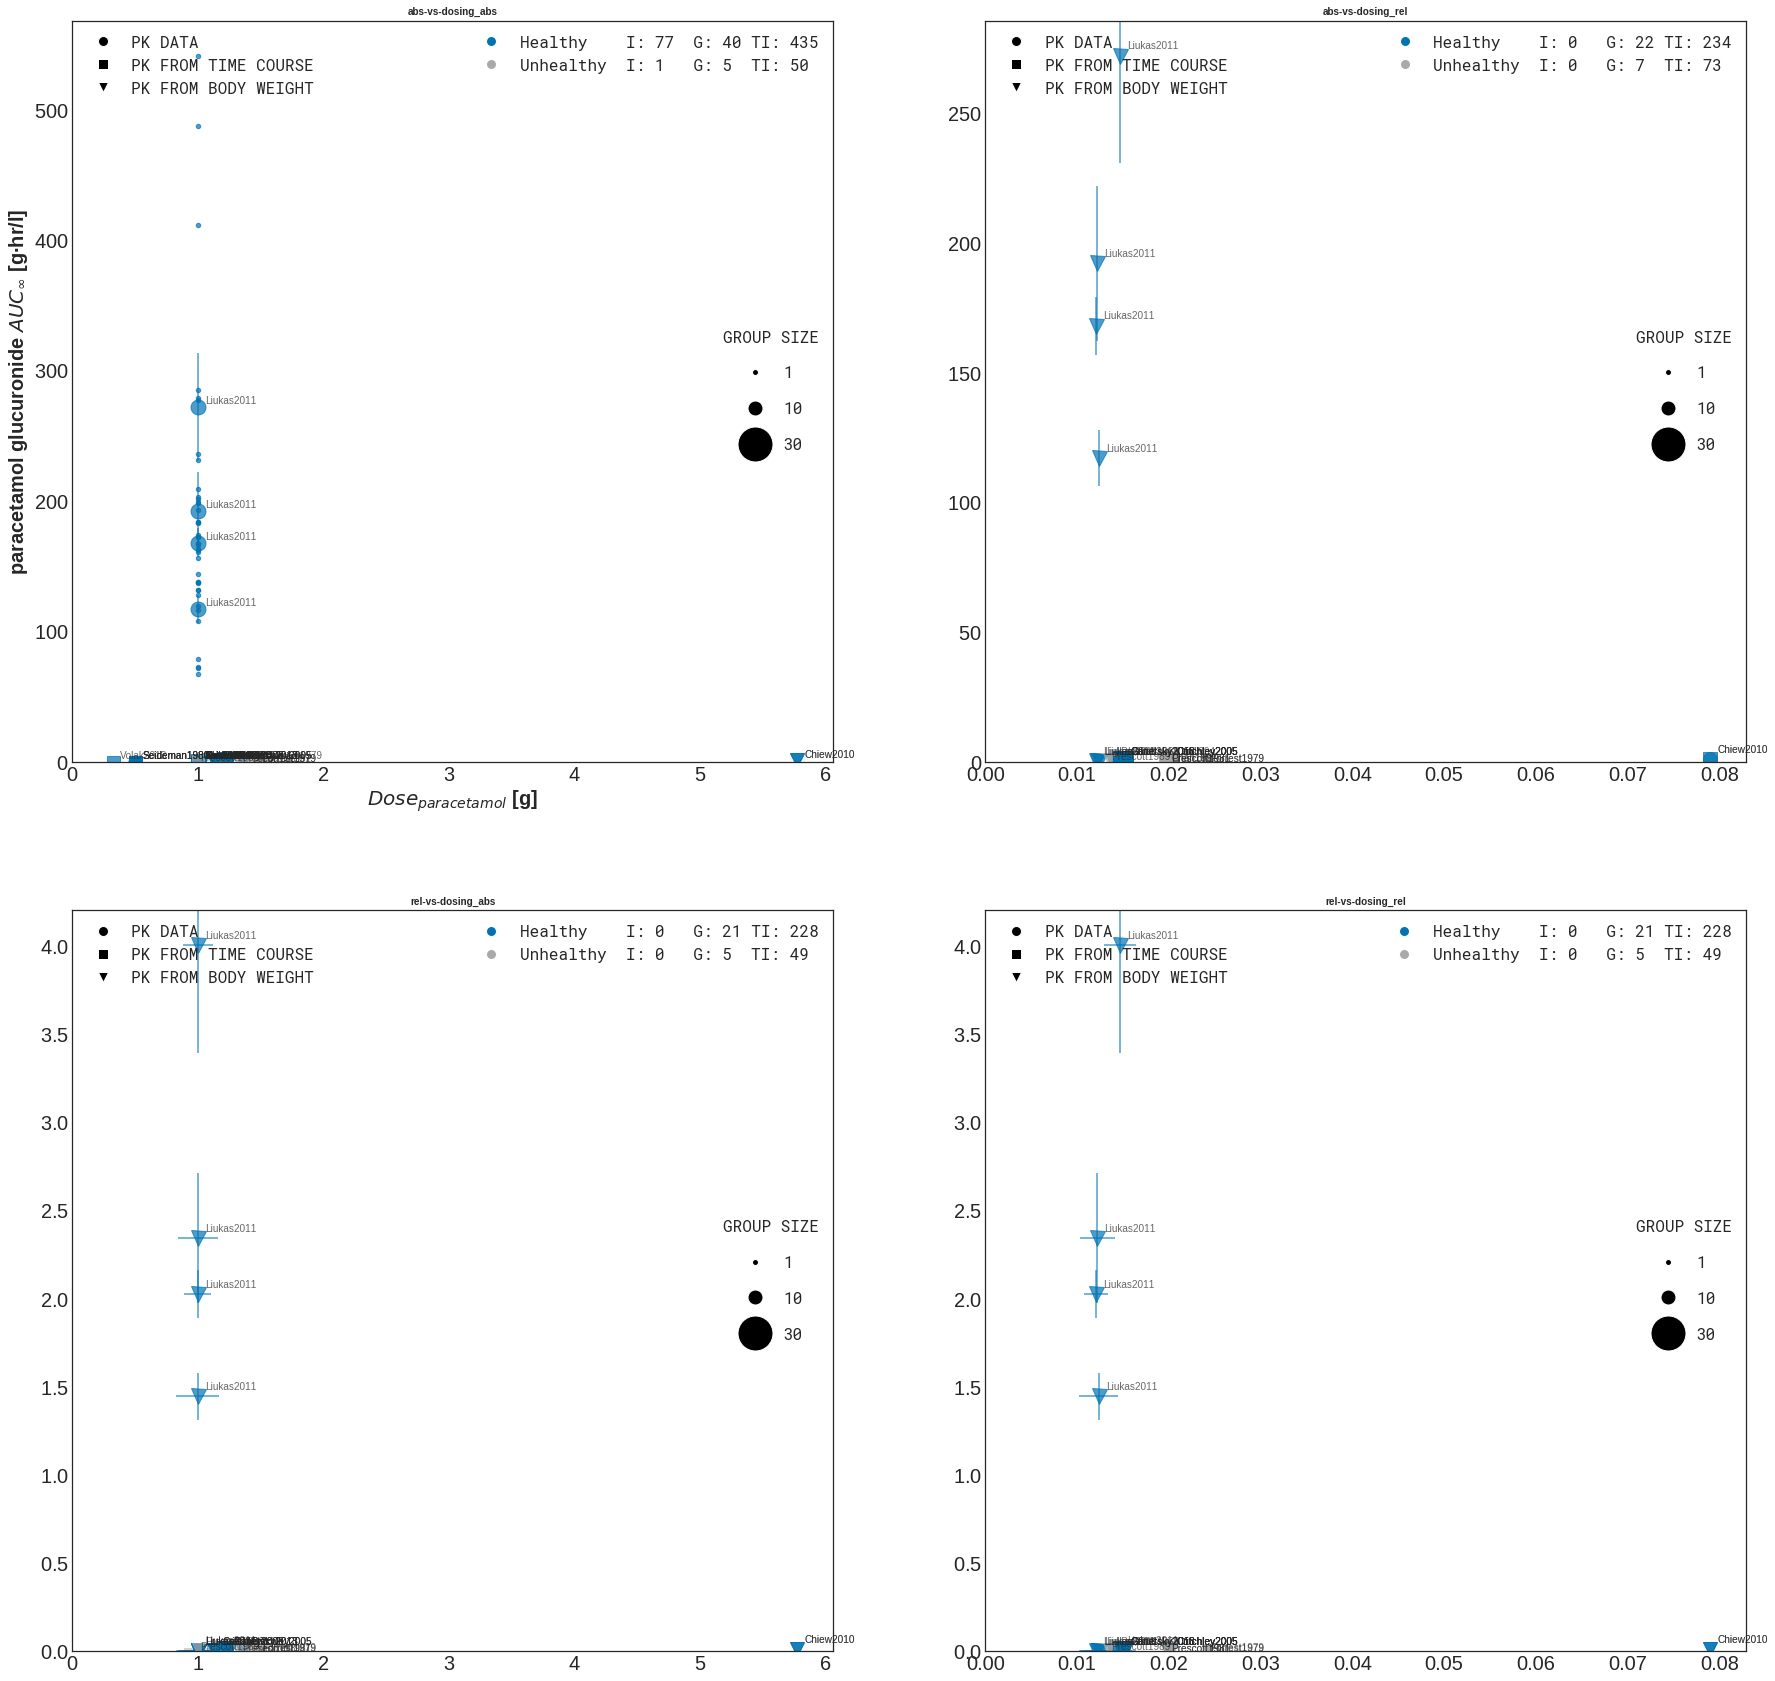 abs-vs-dosing_abs
PK DATA
PK FROM TIME COURSE
PK FROM BODY WEIGHT
Healthy I: 77 G: 40 TI: 435
Unhealthy I: 1 G: 5 TI: 50
500
400
300
200
100
0
paracetamol glucuronide AUC∞ [g·hr/l]
Liukas2011
Liukas2011
Liukas2011
Liukas2011
GROUP SIZE
1
10
30
Chiew2010
0 1 2 3 4 5 6
Dose paracetamol [g]
abs-vs-dosing_rel
PK DATA
PK FROM TIME COURSE
PK FROM BODY WEIGHT
Healthy I: 0 G: 22 TI: 234
Unhealthy I: 0 G: 7 TI: 73
250
200
150
100
50
0
Liukas2011
Liukas2011
Liukas2011
Liukas2011
GROUP SIZE
1
10
30
Chiew2010
0.00 0.01 0.02 0.03 0.04 0.05 0.06 0.07 0.08
rel-vs-dosing_abs
PK DATA
PK FROM TIME COURSE
PK FROM BODY WEIGHT
Healthy I: 0 G: 21 TI: 228
Unhealthy I: 0 G: 5 TI: 49
4.0
3.5
3.0
2.5
2.0
1.5
1.0
0.5
0.0
Liukas2011
Liukas2011
Liukas2011
Liukas2011
GROUP SIZE
1
10
30
Chiew2010
0 1 2 3 4 5 6
rel-vs-dosing_rel
PK DATA
PK FROM TIME COURSE
PK FROM BODY WEIGHT
Healthy I: 0 G: 21 TI: 228
Unhealthy I: 0 G: 5 TI: 49
4.0
3.5
3.0
2.5
2.0
1.5
1.0
0.5
0.0
Liukas2011
Liukas2011
Liukas2011
Liukas2011
GROUP SIZE
1
10
30
Chiew2010
0.00 0.01 0.02 0.03 0.04 0.05 0.06 0.07 0.08